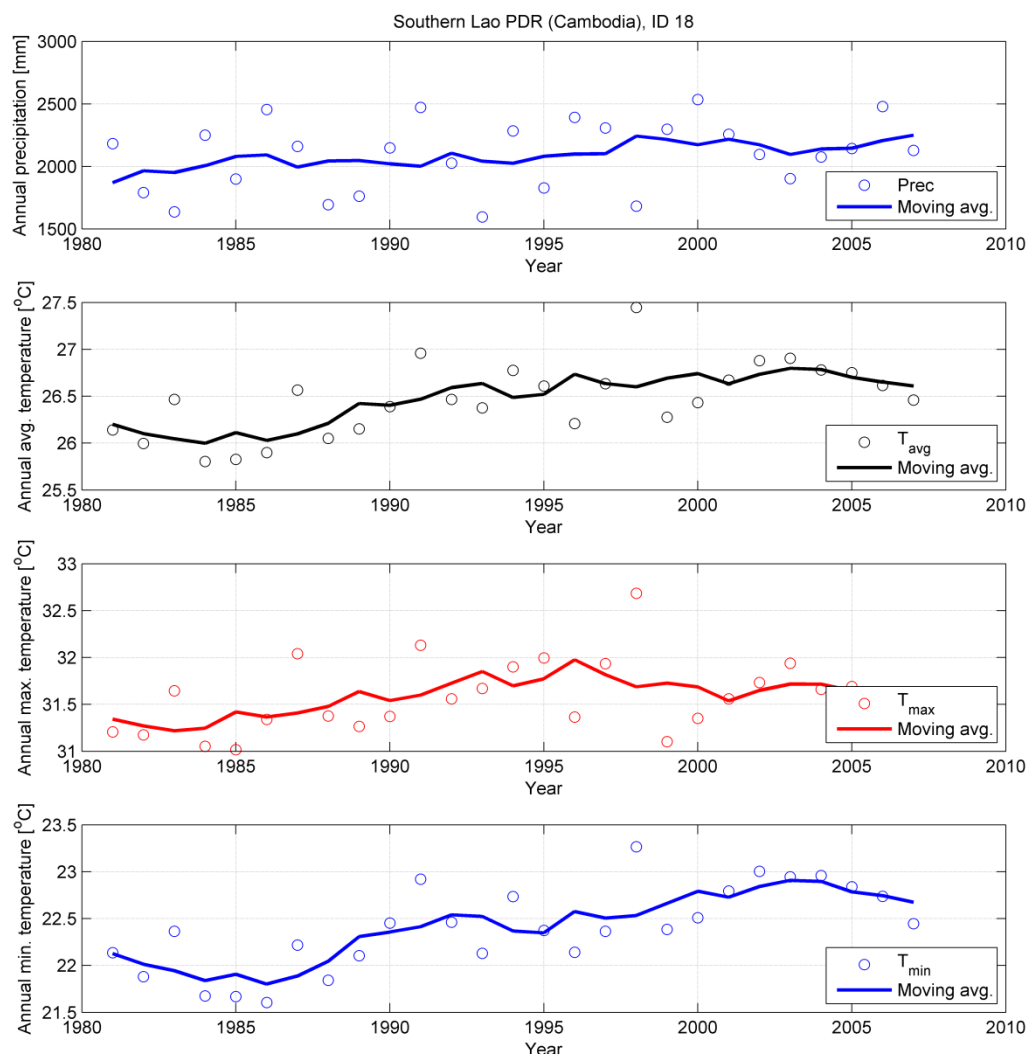 Southern Lao PDR (Cambodia), ID 18
Annual precipitation [mm]
3000
2500
2000
1500
1980 1985 1990 1995 2000 2005 2010
Year
Prec
Moving avg.
Annual avg. temperature [°C]
27.5
27
26.5
26
25.5
1980 1985 1990 1995 2000 2005 2010
Year
T_avg
Moving avg.
Annual max. temperature [°C]
33
32.5
32
31.5
31
1980 1985 1990 1995 2000 2005 2010
Year
T_max
Moving avg.
Annual min. temperature [°C]
23.5
23
22.5
22
21.5
1980 1985 1990 1995 2000 2005 2010
Year
T_min
Moving avg.